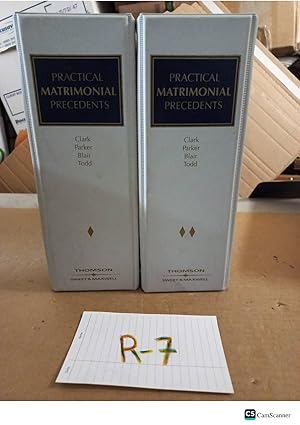 PRACTICAL
MATRIMONIAL
PRECEDENTS
Clark
Parker
Blair
Todd
THOMSON
SWEET & MAXWELL
PRACTICAL
MATRIMONIAL
PRECEDENTS
Clark
Parker
Blair
Todd
THOMSON
SWEET & MAXWELL
R-7
CS CamScanner